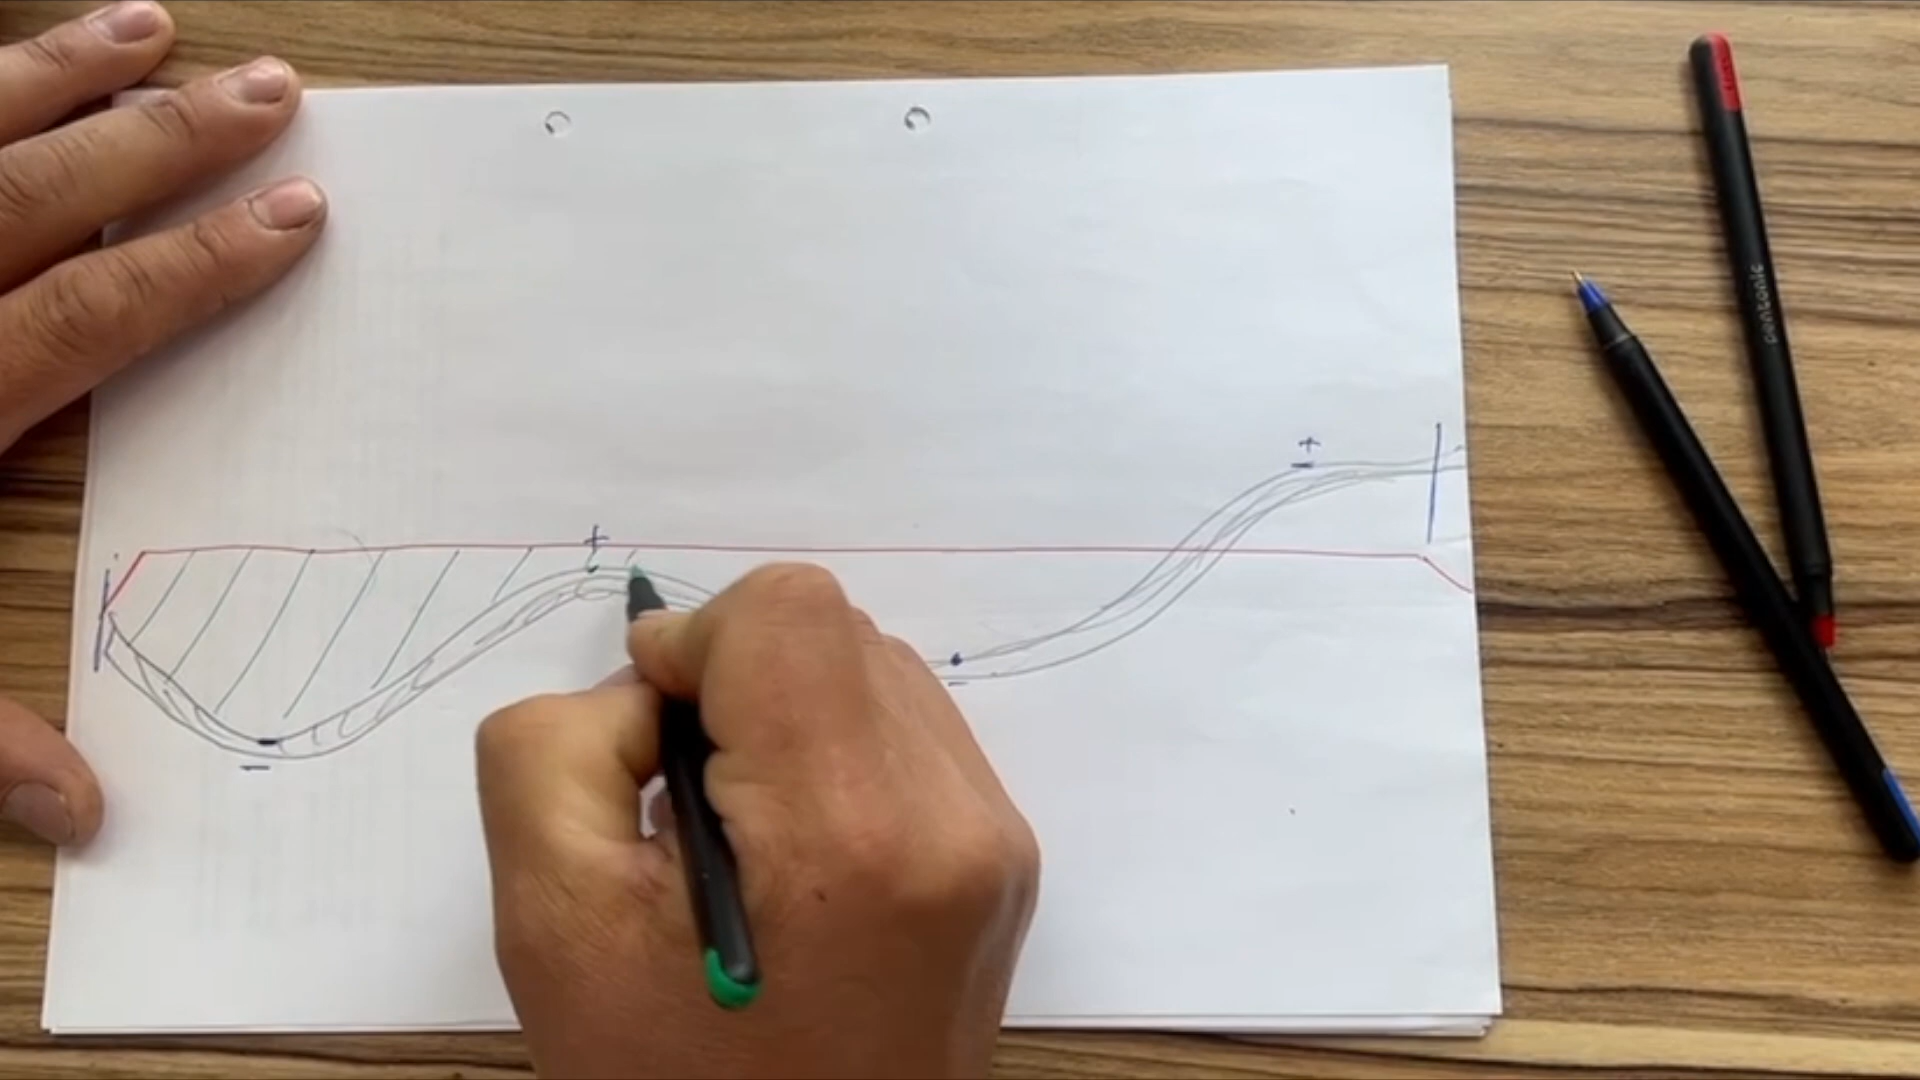 pentonic
+
+
-
-